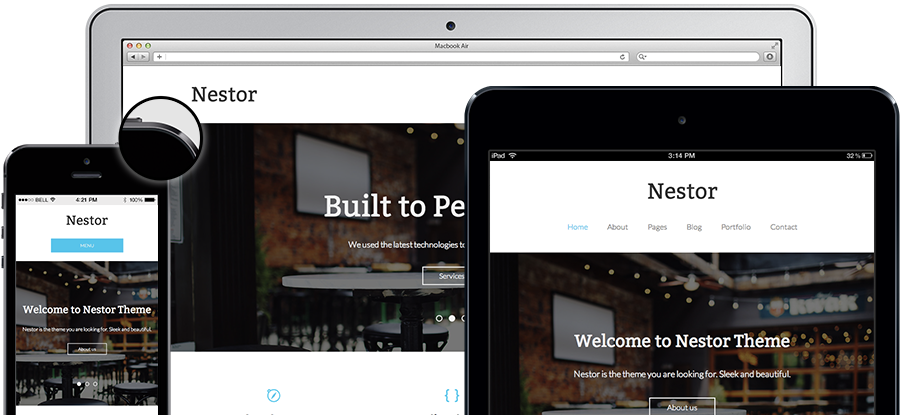 Macbook Air
Nestor
Built to Pe
We used the latest technologies to
Services
BELL 4:21 PM 100%
Nestor
MENU
Welcome to Nestor Theme
Nestor is the theme you are looking for. Sleek and beautiful.
About us
iPad 3:14 PM 32%
Nestor
Home About Pages Blog Portfolio Contact
Welcome to Nestor Theme
Nestor is the theme you are looking for. Sleek and beautiful.
About us